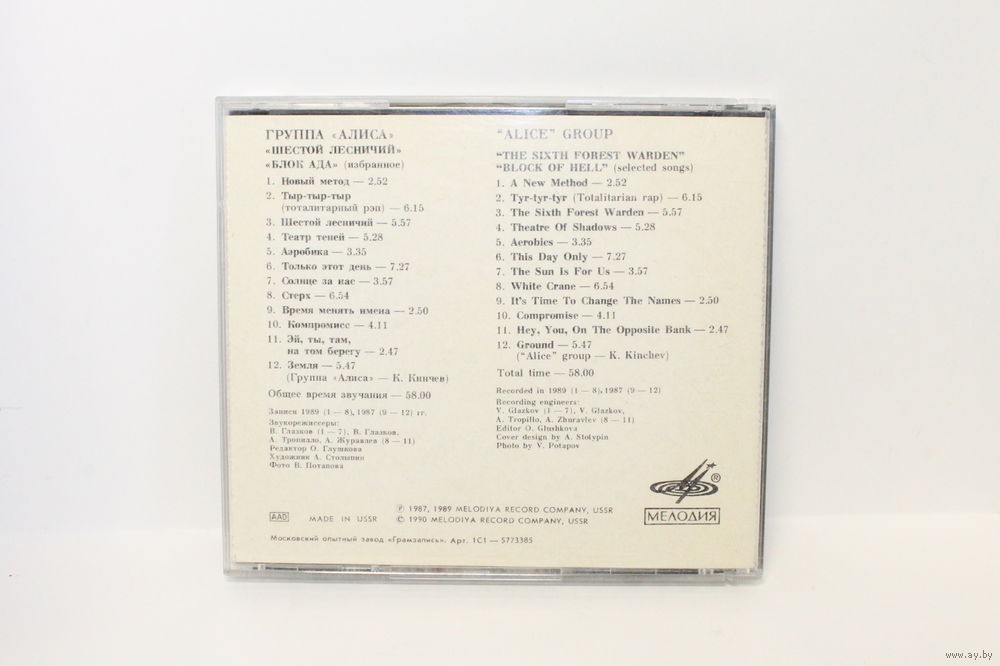 ГРУППА «АЛИСА»
«ШЕСТОЙ ЛЕСНИЧИЙ»
«БЛОК АДА» (избранное)
1. Новый метод — 2.52
2. Тыр-тыр-тыр
(тоталитарный рэп) — 6.15
3. Шестой лесничий — 5.57
4. Театр теней — 5.28
5. Аэробика — 3.35
6. Только этот день — 7.27
7. Солнце за нас — 3.57
8. Стерх — 6.54
9. Время менять имена — 2.50
10. Компромисс — 4.11
11. Эй, ты, там,
на том берегу — 2.47
12. Земля — 5.47
(Группа «Алиса» — К. Кинчев)
Общее время звучания — 58.00
Записи 1989 (1 — 8), 1987 (9 — 12) гг.
Звукорежиссеры:
В. Глазков (1 — 7), В. Глазков,
А. Тропилло, А. Журавлев (8 — 11)
Редактор О. Глушкова
Художник А. Столыпин
Фото В. Потапова
"ALICE" GROUP
"THE SIXTH FOREST WARDEN"
"BLOCK OF HELL" (selected songs)
1. A New Method — 2.52
2. Tyr-tyr-tyr (Totalitarian rap) — 6.15
3. The Sixth Forest Warden — 5.57
4. Theatre Of Shadows — 5.28
5. Aerobics — 3.35
6. This Day Only — 7.27
7. The Sun Is For Us — 3.57
8. White Crane — 6.54
9. It's Time To Change The Names — 2.50
10. Compromise — 4.11
11. Hey, You, On The Opposite Bank — 2.47
12. Ground — 5.47
("Alice" group — K. Kinchev)
Total time — 58.00
Recorded in 1989 (1 — 8), 1987 (9 — 12)
Recording engineers:
V. Glazkov (1 — 7), V. Glazkov,
A. Tropillo, A. Zhuravlev (8 — 11)
Editor O. Glushkova
Cover design by A. Stolypin
Photo by V. Potapov
®
МЕЛОДИЯ
AAD MADE IN USSR
℗ 1987, 1989 MELODIYA RECORD COMPANY, USSR
© 1990 MELODIYA RECORD COMPANY, USSR
Московский опытный завод «Грамзапись». Арт. 1С1 — 5773385
www.ay.by